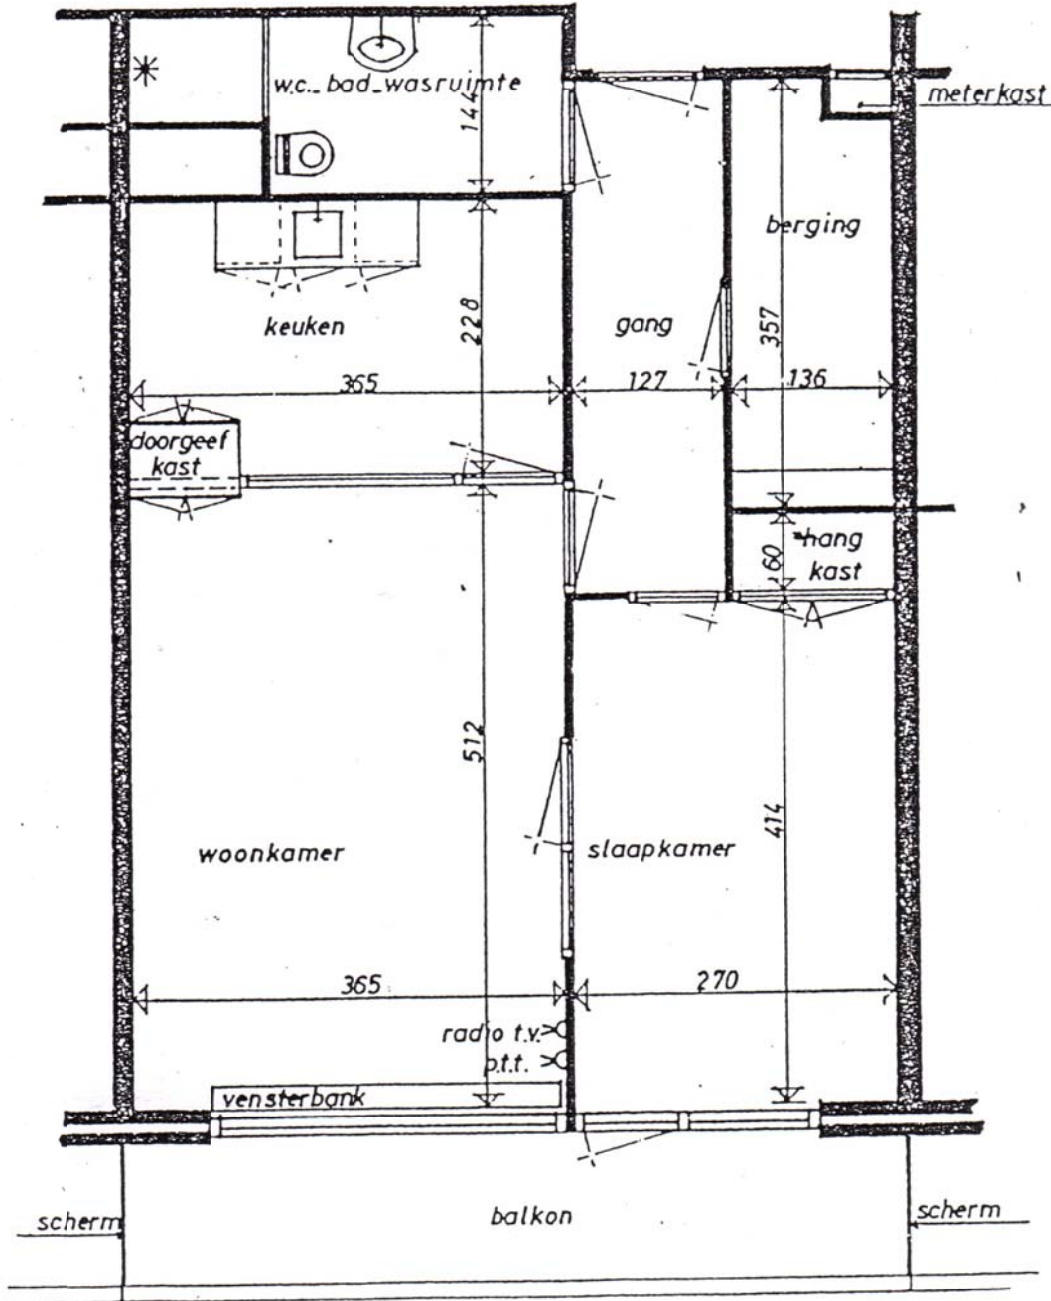 w.c._bad_wasruimte
144
meterkast
berging
keuken
228
gang
357
365
127
136
doorgeef
kast
hang
kast
60
512
414
woonkamer
slaapkamer
365
270
radio t.v.
p.t.t.
vensterbank
scherm
balkon
scherm